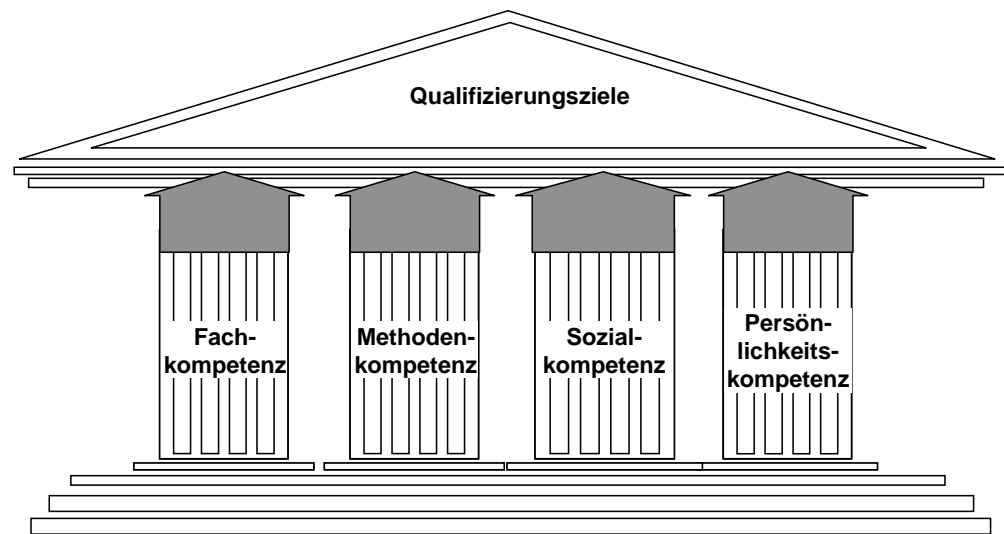 Qualifizierungsziele
Fach-
kompetenz
Methoden-
kompetenz
Sozial-
kompetenz
Persön-
lichkeits-
kompetenz